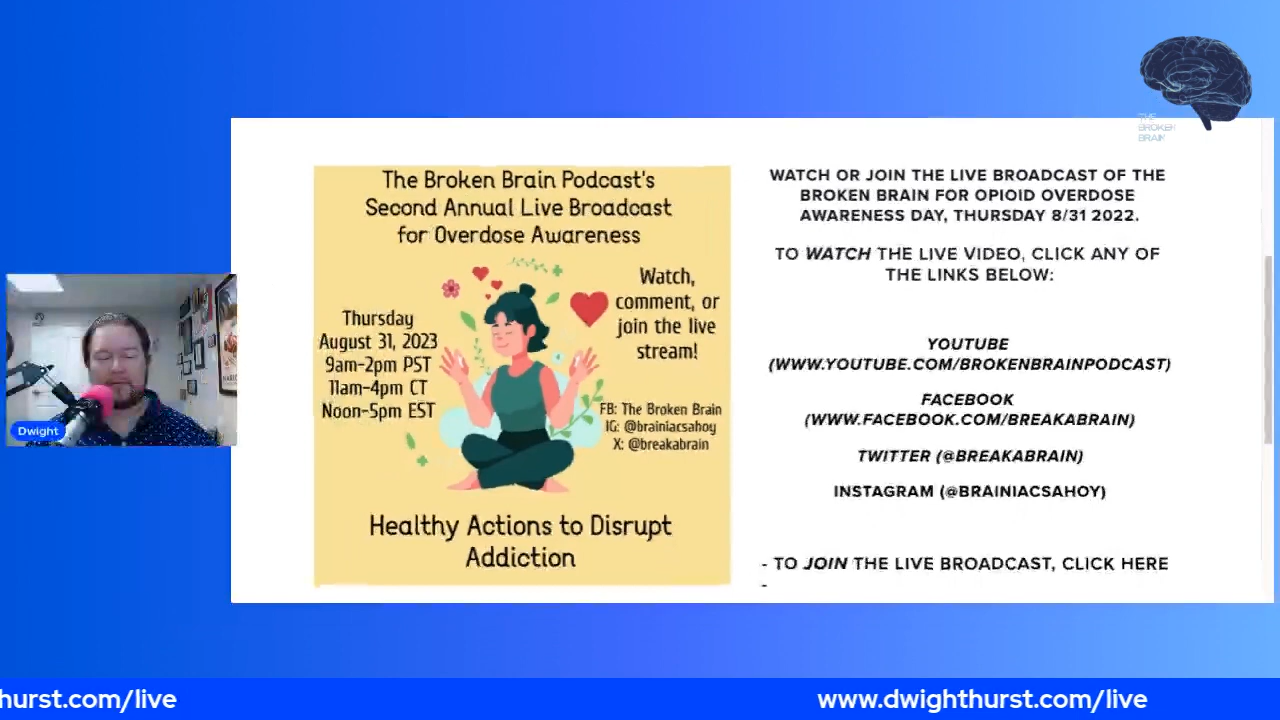 THE
BROKEN
BRAIN
The Broken Brain Podcast's
Second Annual Live Broadcast
for Overdose Awareness
Watch,
comment, or
join the live
stream!
Thursday
August 31, 2023
9am-2pm PST
11am-4pm CT
Noon-5pm EST
FB: The Broken Brain
IG: @brainiacsahoy
X: @breakabrain
Healthy Actions to Disrupt
Addiction
WATCH OR JOIN THE LIVE BROADCAST OF THE
BROKEN BRAIN FOR OPIOID OVERDOSE
AWARENESS DAY, THURSDAY 8/31 2022.
TO WATCH THE LIVE VIDEO, CLICK ANY OF
THE LINKS BELOW:
YOUTUBE
(WWW.YOUTUBE.COM/BROKENBRAINPODCAST)
FACEBOOK
(WWW.FACEBOOK.COM/BREAKABRAIN)
TWITTER (@BREAKABRAIN)
INSTAGRAM (@BRAINIACSAHOY)
- TO JOIN THE LIVE BROADCAST, CLICK HERE
-
Dwight
hurst.com/live
www.dwighthurst.com/live